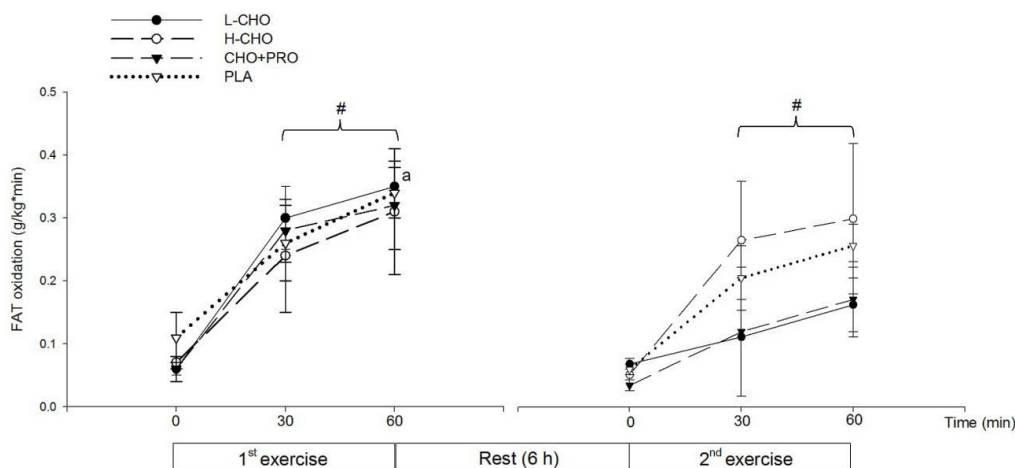 L-CHO
H-CHO
CHO+PRO
PLA
0.5
#
#
0.4
a
0.3
0.2
0.1
0.0
FAT oxidation (g/kg*min)
0 30 60 0 30 60 Time (min)
1st exercise Rest (6 h) 2nd exercise